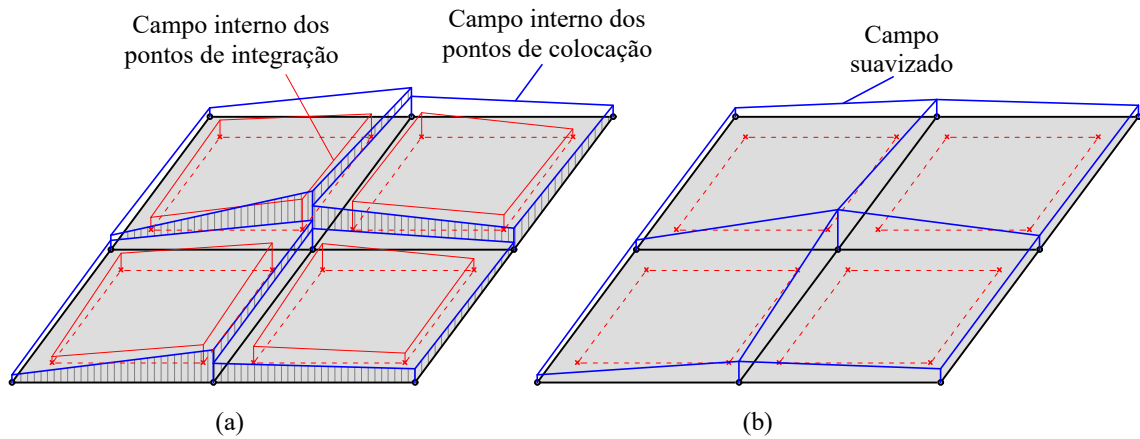 Campo interno dos
pontos de integração
Campo interno dos
pontos de colocação
Campo
suavizado
(a)
(b)